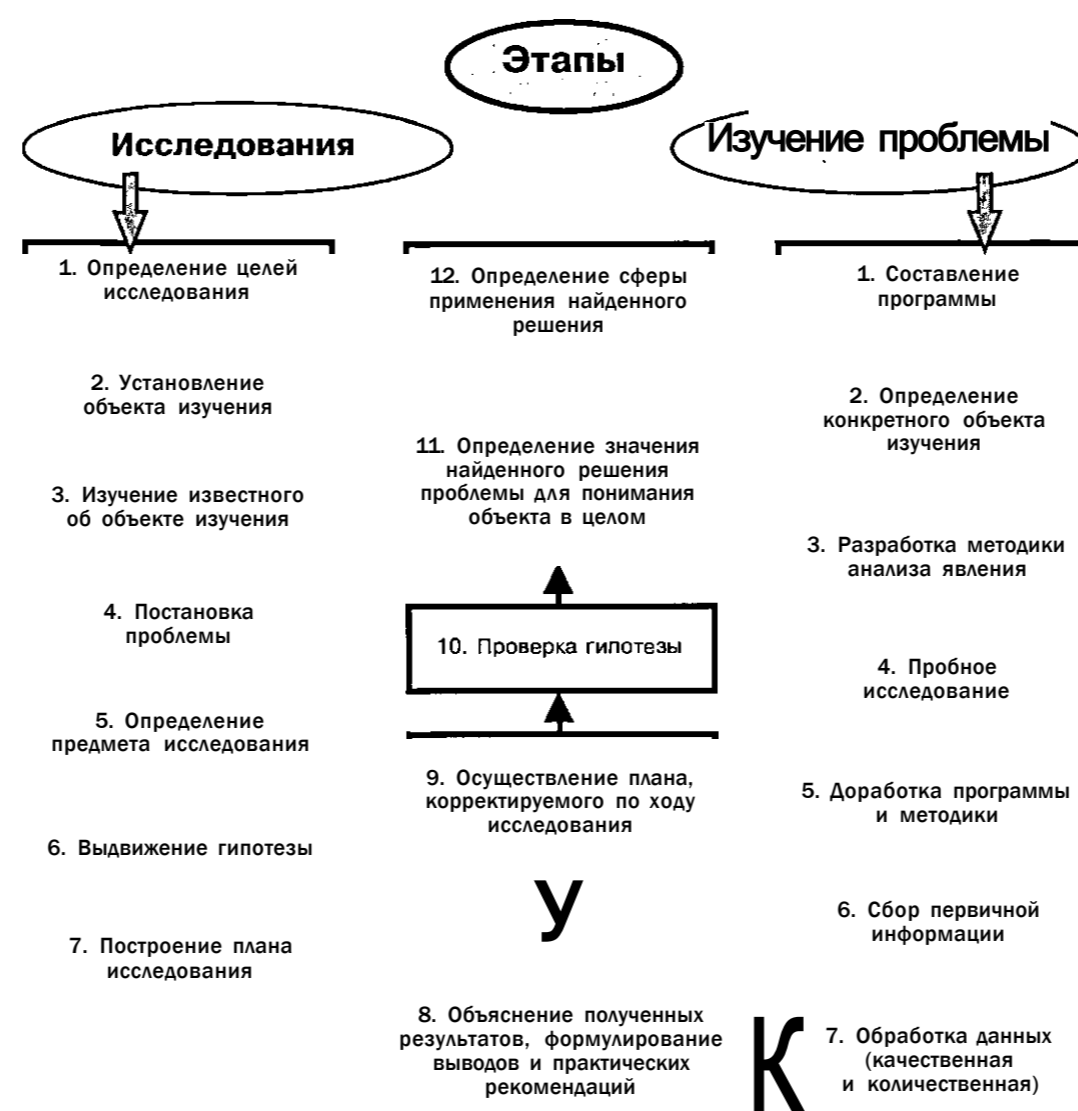 Этапы
Исследования
Изучение проблемы
1. Определение целей
исследования
2. Установление
объекта изучения
3. Изучение известного
об объекте изучения
4. Постановка
проблемы
5. Определение
предмета исследования
6. Выдвижение гипотезы
7. Построение плана
исследования
12. Определение сферы
применения найденного
решения
11. Определение значения
найденного решения
проблемы для понимания
объекта в целом
10. Проверка гипотезы
9. Осуществление плана,
корректируемого по ходу
исследования
У
8. Объяснение полученных
результатов, формулирование
выводов и практических
рекомендаций
К
1. Составление
программы
2. Определение
конкретного объекта
изучения
3. Разработка методики
анализа явления
4. Пробное
исследование
5. Доработка программы
и методики
6. Сбор первичной
информации
7. Обработка данных
(качественная
и количественная)